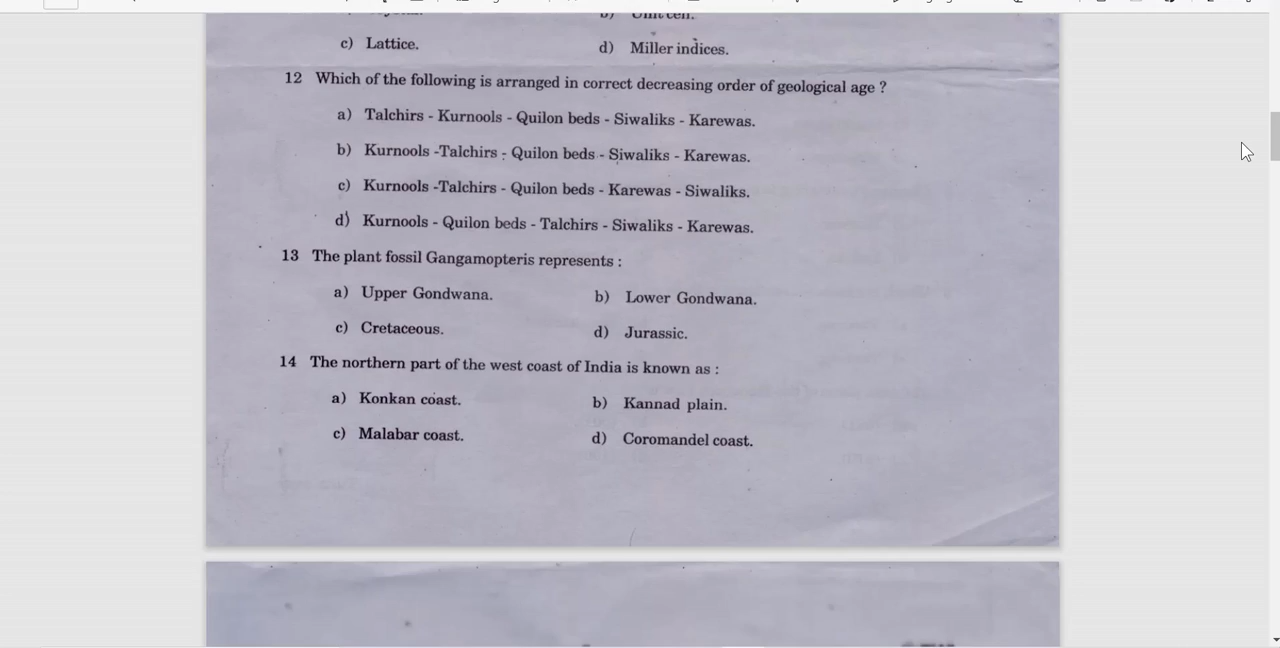 c) Lattice. d) Miller indices.
12 Which of the following is arranged in correct decreasing order of geological age ?
a) Talchirs - Kurnools - Quilon beds - Siwaliks - Karewas.
b) Kurnools -Talchirs - Quilon beds - Siwaliks - Karewas.
c) Kurnools -Talchirs - Quilon beds - Karewas - Siwaliks.
d) Kurnools - Quilon beds - Talchirs - Siwaliks - Karewas.
13 The plant fossil Gangamopteris represents :
a) Upper Gondwana. b) Lower Gondwana.
c) Cretaceous. d) Jurassic.
14 The northern part of the west coast of India is known as :
a) Konkan coast. b) Kannad plain.
c) Malabar coast. d) Coromandel coast.